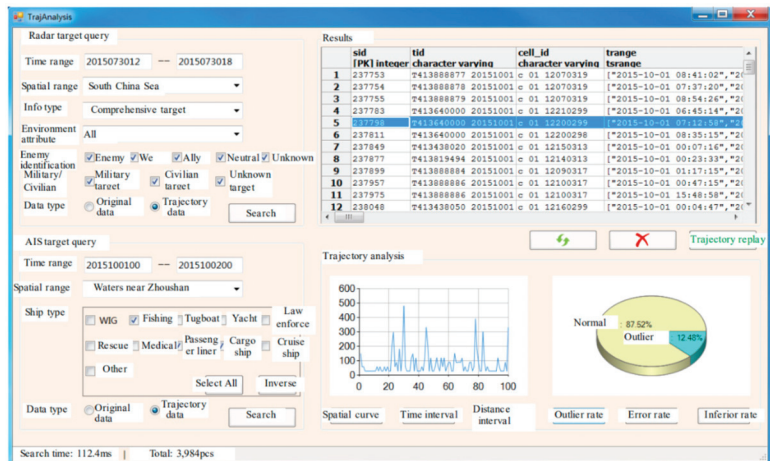 TrajAnalysis
Radar target query
Time range 2015073012 -- 2015073018
Spatial range South China Sea
Info type Comprehensive target
Environment attribute All
Enemy identification Enemy We Ally Neutral Unknown
Military/ Civilian Military target Civilian target Unknown target
Data type Original data Trajectory data Search
AIS target query
Time range 2015100100 -- 2015100200
Spatial range Waters near Zhoushan
Ship type WIG Fishing Tugboat Yacht Law enforce
Rescue Medical Passeng er liner Cargo ship Cruise ship
Other
Select All Inverse
Data type Original data Trajectory data Search
Results
sid tid cell_id trange
[PK] integer character varying character varying tsrange
1 237753 T413888877 20151001 c 01 12070319 ["2015-10-01 08:41:02","20
2 237754 T413888878 20151001 c 01 12070319 ["2015-10-01 07:37:20","20
3 237755 T413888879 20151001 c 01 12070319 ["2015-10-01 08:54:26","20
4 237783 T413640000 20151001 c 01 12210299 ["2015-10-01 06:45:14","20
5 237798 T413640000 20151001 c 01 12200299 ["2015-10-01 07:12:58","20
6 237811 T413640000 20151001 c 01 12200298 ["2015-10-01 08:35:15","20
7 237849 T413438020 20151001 c 01 12150313 ["2015-10-01 00:07:16","20
8 237877 T413819494 20151001 c 01 12140313 ["2015-10-01 00:23:33","20
9 237899 T413888884 20151001 c 01 12090317 ["2015-10-01 01:17:15","20
10 237957 T413888886 20151001 c 01 12100317 ["2015-10-01 00:47:15","20
11 237975 T413888886 20151001 c 01 12100317 ["2015-10-01 15:48:58","20
12 238048 T413438050 20151001 c 01 12160299 ["2015-10-01 00:04:47","20
Trajectory replay
Trajectory analysis
600
500
400
300
200
100
0
0 20 40 60 80 100
Normal : 87.52%
Outlier 12.48%
Spatial curve Time interval Distance interval Outlier rate Error rate Inferior rate
Search time: 112.4ms | Total: 3,984pcs